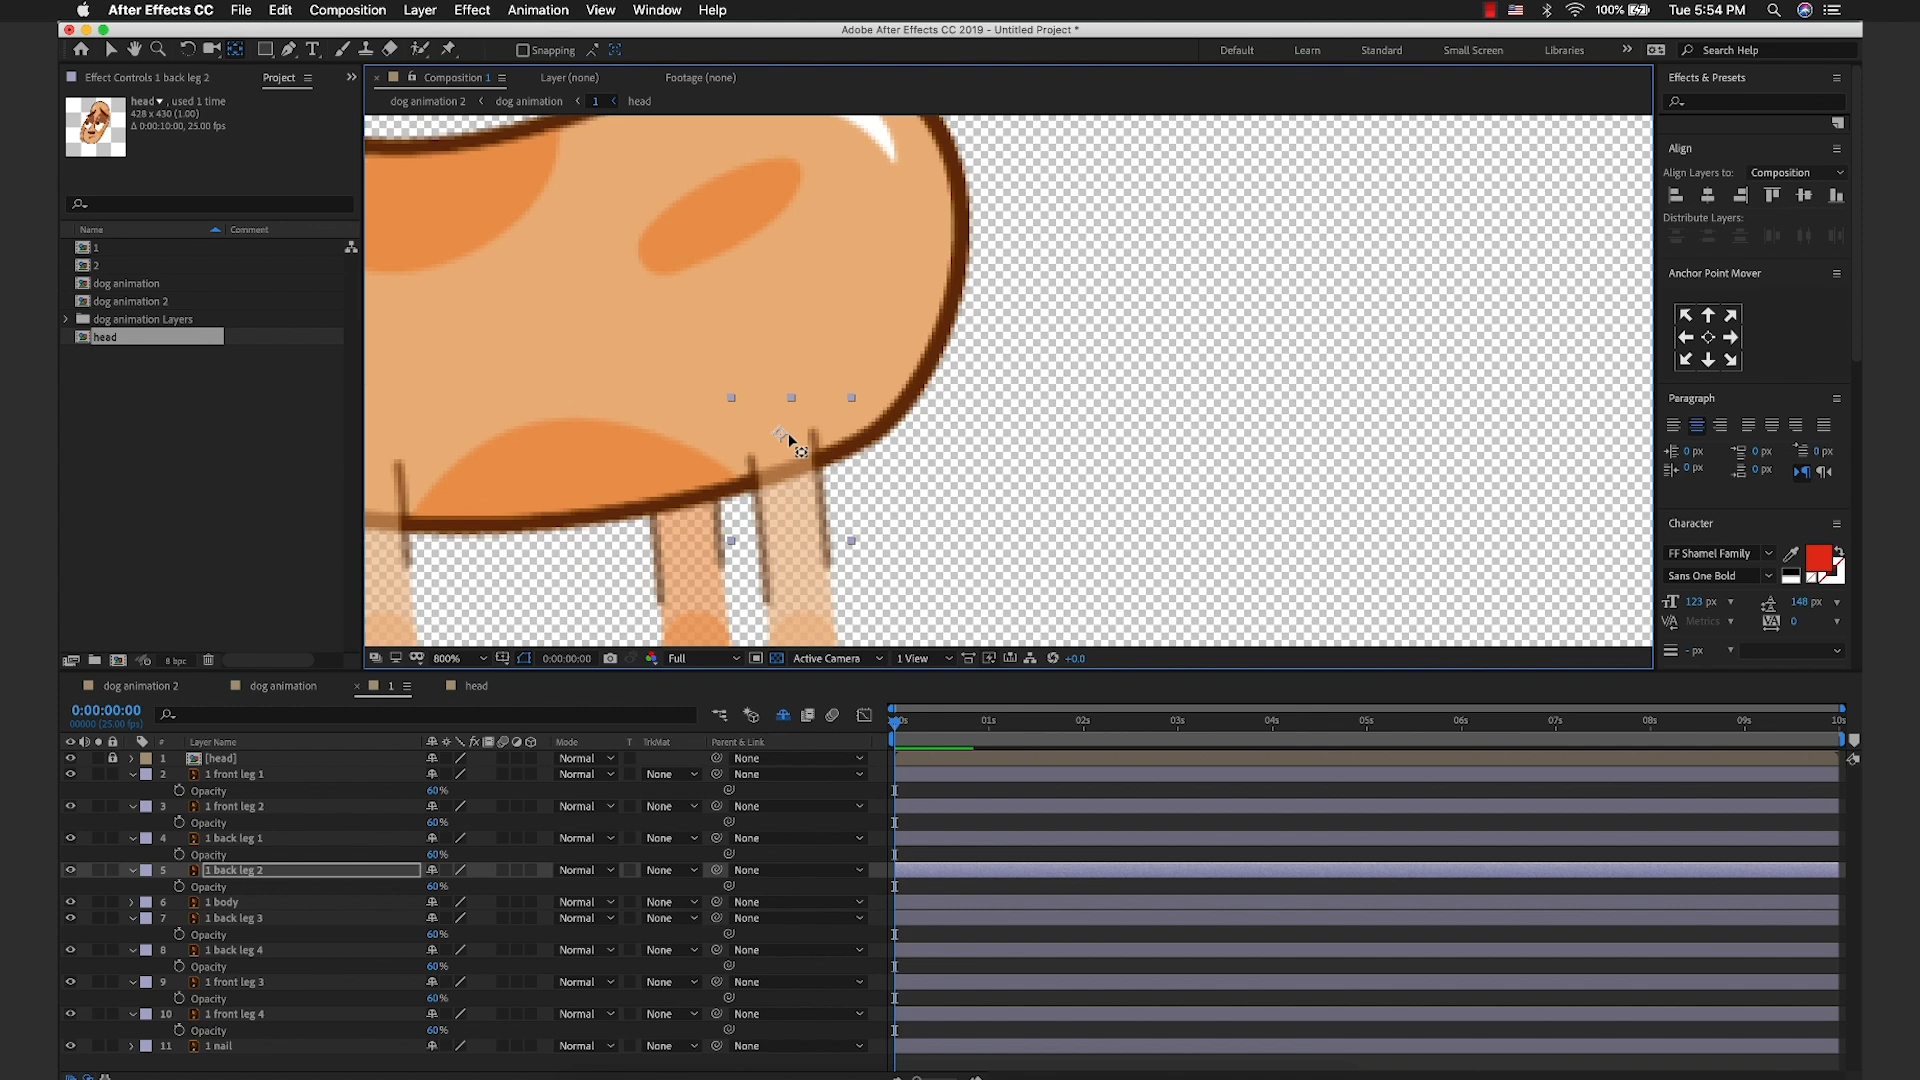 After Effects CC File Edit Composition Layer Effect Animation View Window Help 100% Tue 5:54 PM
Adobe After Effects CC 2019 - Untitled Project *
Snapping Default Learn Standard Small Screen Libraries Search Help
Effect Controls 1 back leg 2 Project Composition 1 Layer (none) Footage (none) Effects & Presets
dog animation 2 dog animation 1 head
head , used 1 time
428 x 430 (1.00)
Δ 0:00:10:00, 25.00 fps
Align
Align Layers to: Composition
Distribute Layers:
Name Comment
1
2
dog animation
dog animation 2
dog animation Layers
head
Anchor Point Mover
Paragraph
0 px 0 px 0 px
0 px 0 px
Character
FF Shamel Family
Sans One Bold
123 px 148 px
Metrics 0
- px
8 bpc 800% 0:00:00:00 Full Active Camera 1 View +0.0
dog animation 2 dog animation 1 head
0:00:00:00
00000 (25.00 fps)
01s 02s 03s 04s 05s 06s 07s 08s 09s 10s
# Layer Name Mode T TrkMat Parent & Link
1 [head] Normal None
2 1 front leg 1 Normal None None
Opacity 60%
3 1 front leg 2 Normal None None
Opacity 60%
4 1 back leg 1 Normal None None
Opacity 60%
5 1 back leg 2 Normal None None
Opacity 60%
6 1 body Normal None None
7 1 back leg 3 Normal None None
Opacity 60%
8 1 back leg 4 Normal None None
Opacity 60%
9 1 front leg 3 Normal None None
Opacity 60%
10 1 front leg 4 Normal None None
Opacity 60%
11 1 nail Normal None None